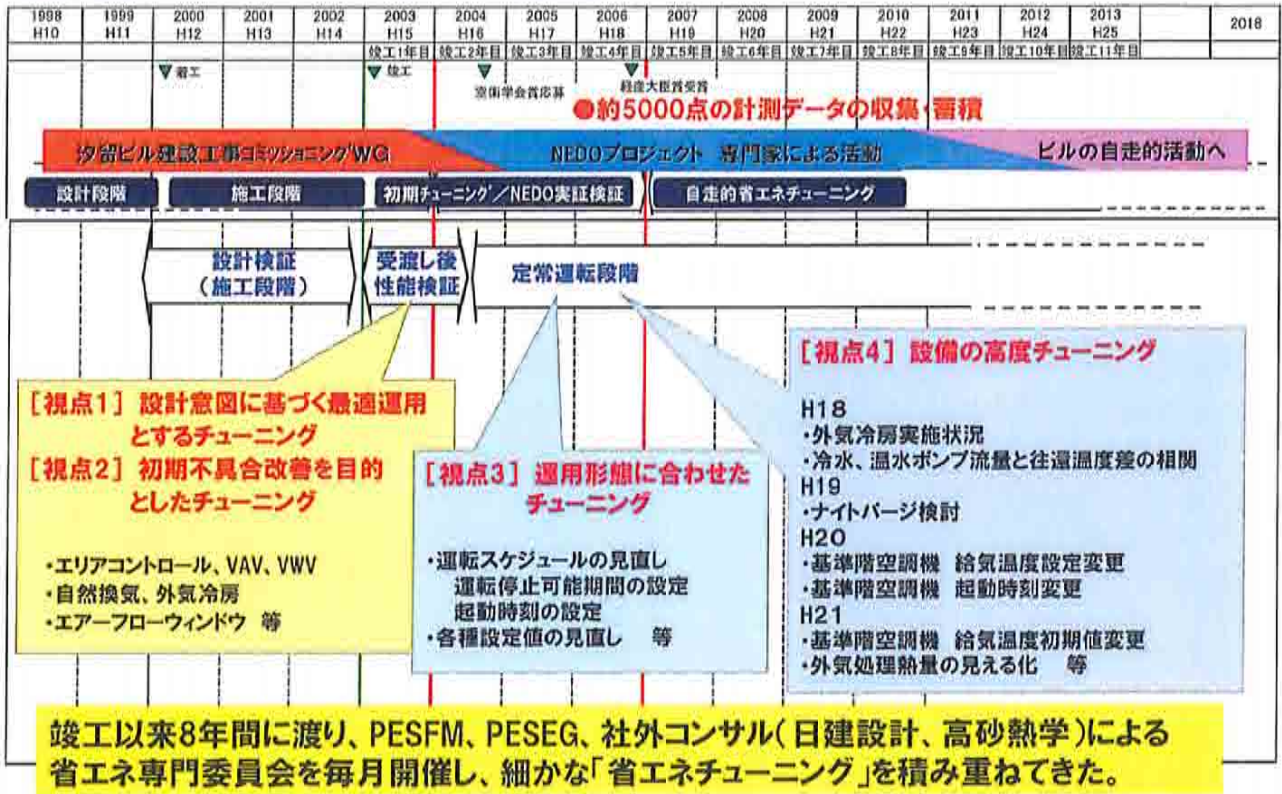 1998 1999 2000 2001 2002 2003 2004 2005 2006 2007 2008 2009 2010 2011 2012 2013 2018
H10 H11 H12 H13 H14 H15 H16 H17 H18 H19 H20 H21 H22 H23 H24 H25
竣工1年目 竣工2年目 竣工3年目 竣工4年目 竣工5年目 竣工6年目 竣工7年目 竣工8年目 竣工9年目 竣工10年目 竣工11年目
▼着工 ▼竣工
空衛学会賞応募 経産大臣賞受賞
●約5000点の計測データの収集・蓄積
汐留ビル建設工事コミッショニングWG NEDOプロジェクト 専門家による活動 ビルの自走的活動へ
設計段階 施工段階 初期チューニング/NEDO実証検証 自走的省エネチューニング
設計検証
(施工段階)
受渡し後
性能検証
定常運転段階
[視点1] 設計意図に基づく最適運用
とするチューニング
[視点2] 初期不具合改善を目的
としたチューニング
・エリアコントロール、VAV、VWV
・自然換気、外気冷房
・エアーフローウィンドウ 等
[視点3] 運用形態に合わせた
チューニング
・運転スケジュールの見直し
運転停止可能期間の設定
起動時刻の設定
・各種設定値の見直し 等
[視点4] 設備の高度チューニング
H18
・外気冷房実施状況
・冷水、温水ポンプ流量と往還温度差の相関
H19
・ナイトパージ検討
H20
・基準階空調機 給気温度設定変更
・基準階空調機 起動時刻変更
H21
・基準階空調機 給気温度初期値変更
・外気処理熱量の見える化 等
竣工以来8年間に渡り、PESFM、PESEG、社外コンサル(日建設計、高砂熱学)による
省エネ専門委員会を毎月開催し、細かな「省エネチューニング」を積み重ねてきた。